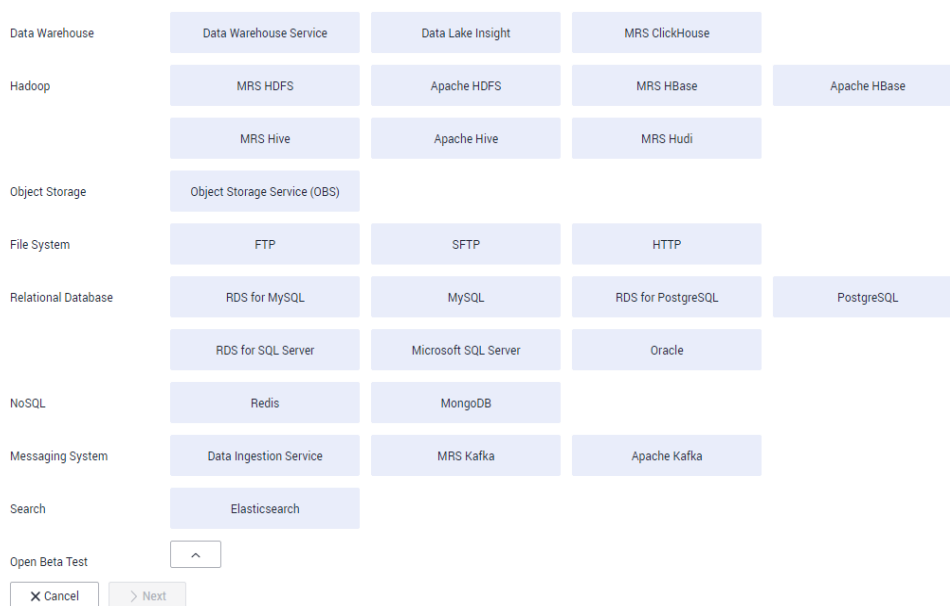 Data Warehouse Data Warehouse Service Data Lake Insight MRS ClickHouse
Hadoop MRS HDFS Apache HDFS MRS HBase Apache HBase
MRS Hive Apache Hive MRS Hudi
Object Storage Object Storage Service (OBS)
File System FTP SFTP HTTP
Relational Database RDS for MySQL MySQL RDS for PostgreSQL PostgreSQL
RDS for SQL Server Microsoft SQL Server Oracle
NoSQL Redis MongoDB
Messaging System Data Ingestion Service MRS Kafka Apache Kafka
Search Elasticsearch
Open Beta Test
Cancel Next